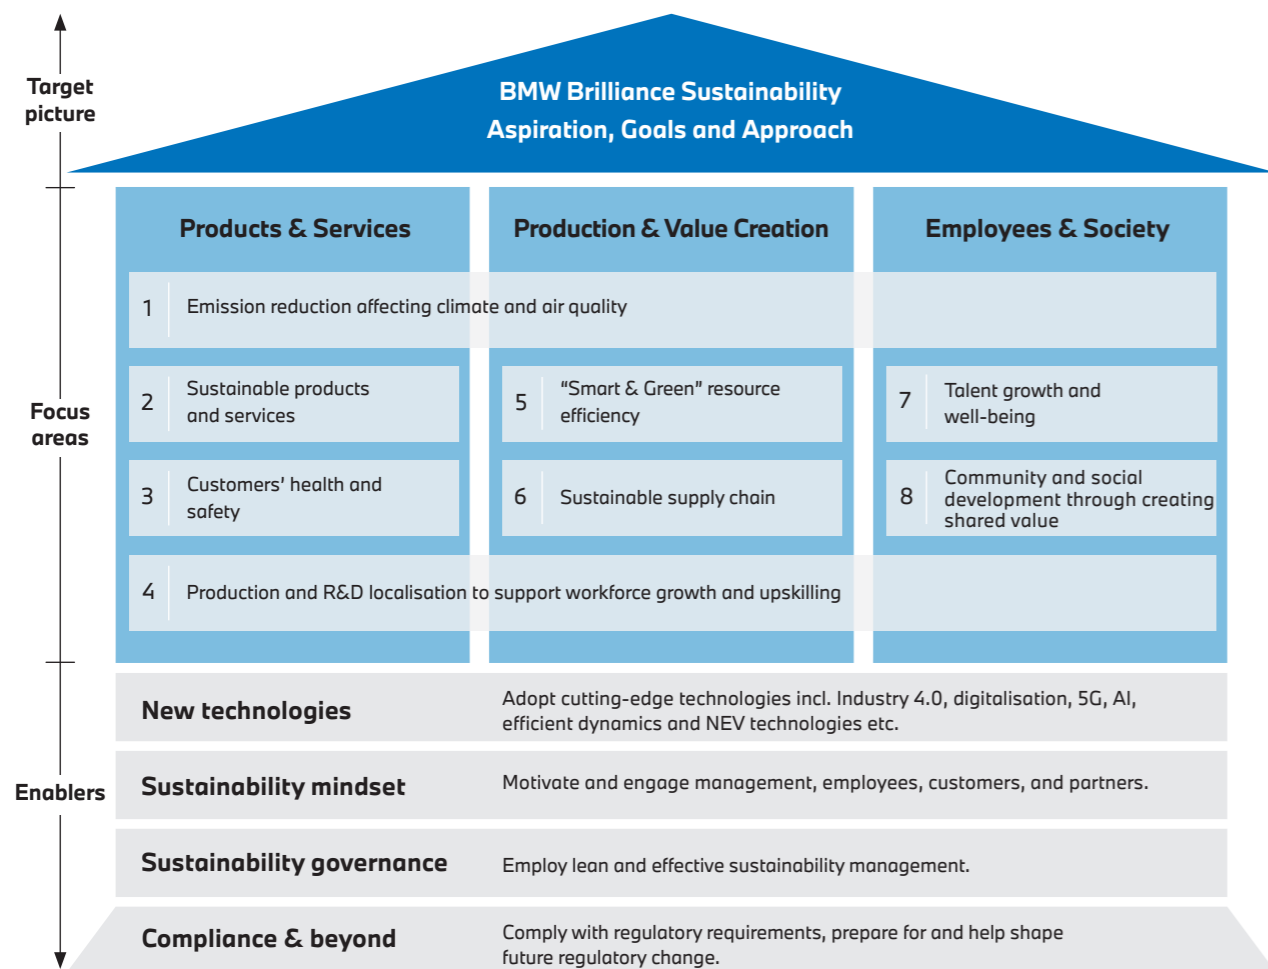 Target
picture
BMW Brilliance Sustainability
Aspiration, Goals and Approach
Focus
areas
Products & Services
Production & Value Creation
Employees & Society
1
Emission reduction affecting climate and air quality
2
Sustainable products
and services
5
“Smart & Green” resource
efficiency
7
Talent growth and
well-being
3
Customers' health and
safety
6
Sustainable supply chain
8
Community and social
development through creating
shared value
4
Production and R&D localisation to support workforce growth and upskilling
Enablers
New technologies
Adopt cutting-edge technologies incl. Industry 4.0, digitalisation, 5G, AI,
efficient dynamics and NEV technologies etc.
Sustainability mindset
Motivate and engage management, employees, customers, and partners.
Sustainability governance
Employ lean and effective sustainability management.
Compliance & beyond
Comply with regulatory requirements, prepare for and help shape
future regulatory change.